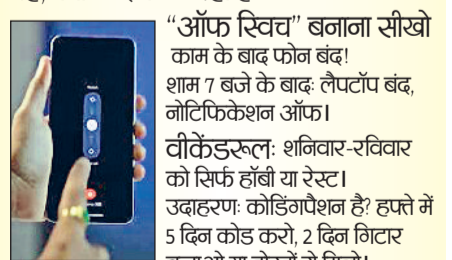 “ऑफ स्विच” बनाना सीखो
काम के बाद फोन बंद!
शाम 7 बजे के बादः लैपटॉप बंद,
नोटिफिकेशन ऑफ।
वीकेंडरूलः शनिवार-रविवार
को सिर्फ हॉबी या रेस्ट।
उदाहरणः कोडिंगपैशन है? हफ्ते में
5 दिन कोड करो, 2 दिन गिटार